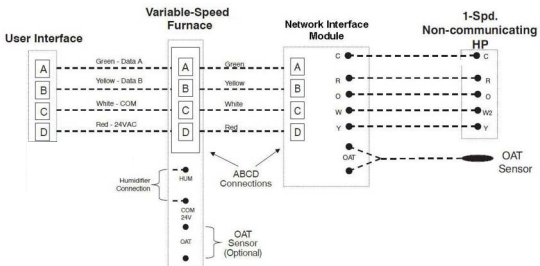 User Interface
Variable-Speed
Furnace
Network Interface
Module
1-Spd.
Non-communicating
HP
A
B
C
D
Green - Data A
Yellow - Data B
White - COM
Red - 24VAC
A
B
C
D
Green
Yellow
White
Red
A
B
C
D
C
R
O
W
Y
C
R
O
W2
Y
OAT
OAT
Sensor
ABCD
Connections
Humidifier
Connection
HUM
COM
24V
OAT
OAT
Sensor
(Optional)